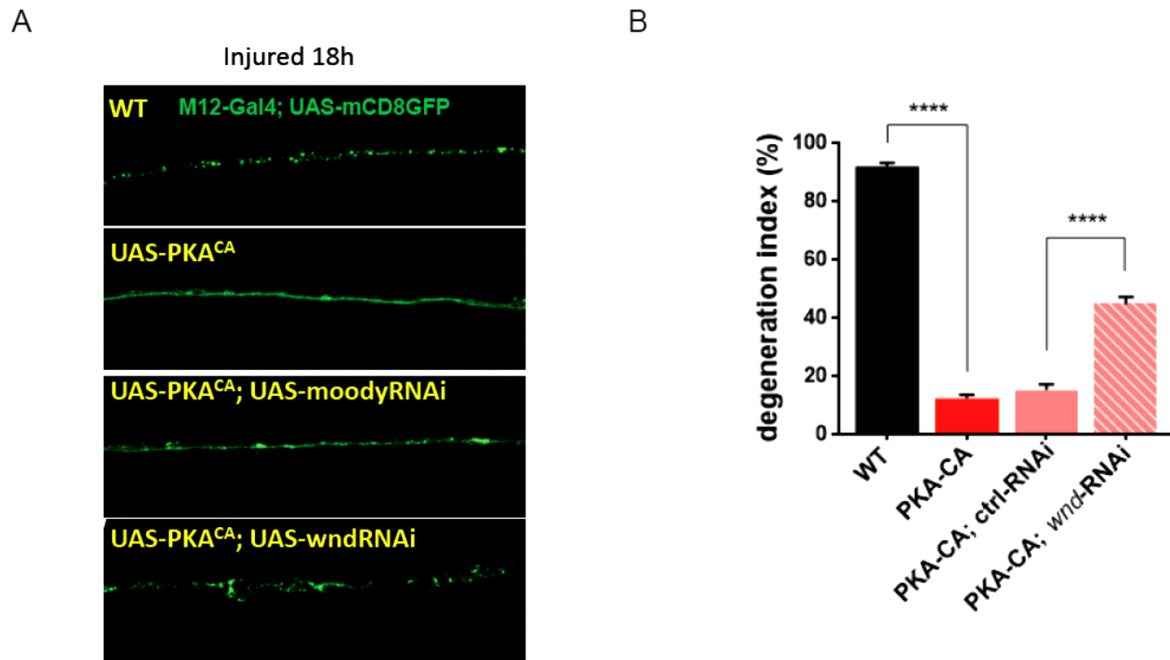 A
Injured 18h
WT M12-Gal4; UAS-mCD8GFP
UAS-PKACA
UAS-PKACA; UAS-moodyRNAi
UAS-PKACA; UAS-wndRNAi
B
degeneration index (%)
100
80
60
40
20
0
****
****
WT
PKA-CA
PKA-CA; ctrl-RNAi
PKA-CA; wnd-RNAi